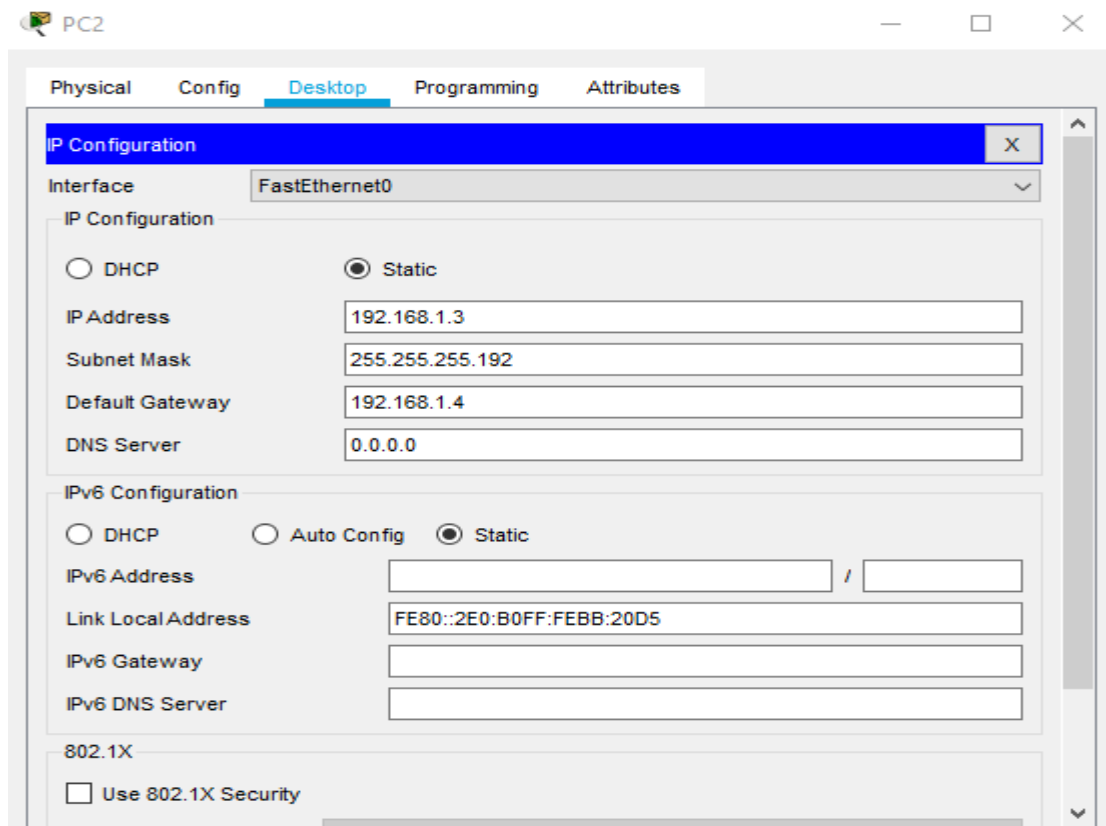 PC2
Physical Config Desktop Programming Attributes
IP Configuration X
Interface FastEthernet0
IP Configuration
DHCP Static
IP Address 192.168.1.3
Subnet Mask 255.255.255.192
Default Gateway 192.168.1.4
DNS Server 0.0.0.0
IPv6 Configuration
DHCP Auto Config Static
IPv6 Address /
Link Local Address FE80::2E0:B0FF:FEBB:20D5
IPv6 Gateway
IPv6 DNS Server
802.1X
Use 802.1X Security